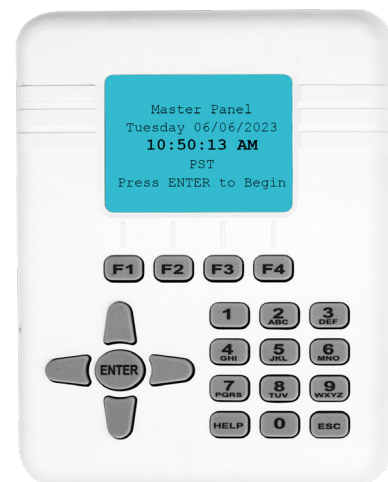 Master Panel
Tuesday 06/06/2023
10:50:13 AM
PST
Press ENTER to Begin
F1 F2 F3 F4
1 2 ABC 3 DEF
4 GHI 5 JKL 6 MNO
ENTER
7 PQRS 8 TUV 9 WXYZ
HELP 0 ESC